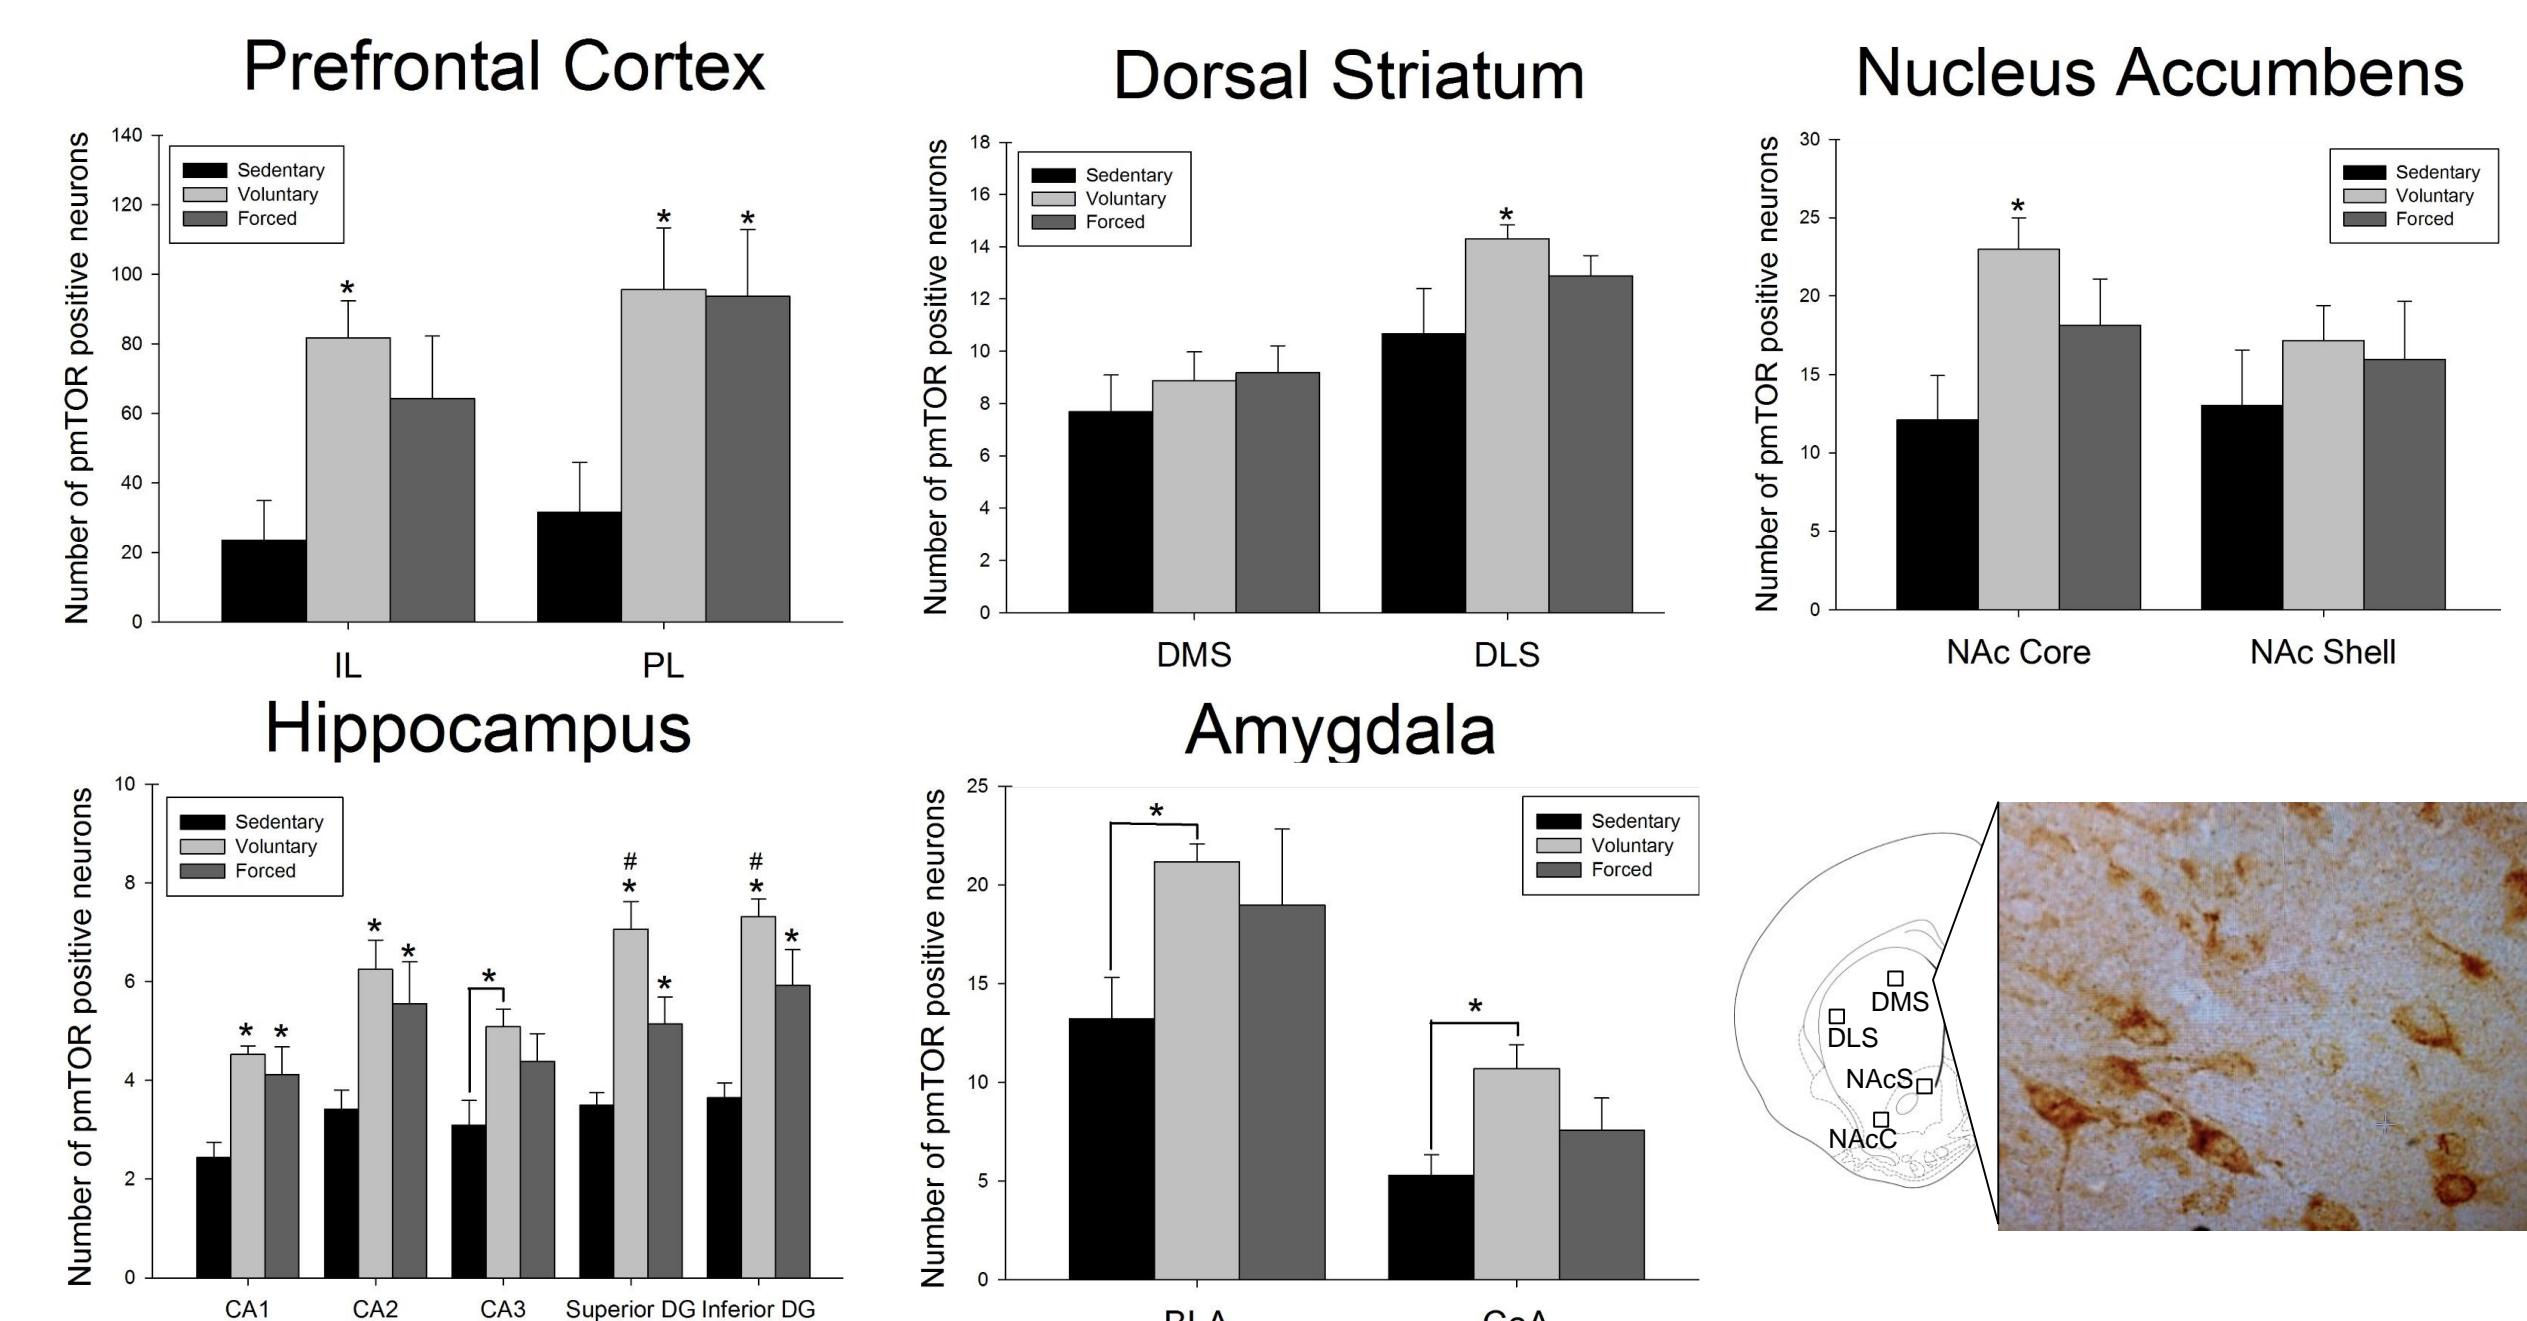 Prefrontal Cortex
Number of pmTOR positive neurons
140
120
100
80
60
40
20
0
Sedentary
Voluntary
Forced
*
*
*
IL
PL
Dorsal Striatum
Number of pmTOR positive neurons
18
16
14
12
10
8
6
4
2
0
Sedentary
Voluntary
Forced
*
DMS
DLS
Nucleus Accumbens
Number of pmTOR positive neurons
30
25
20
15
10
5
0
Sedentary
Voluntary
Forced
*
NAc Core
NAc Shell
Hippocampus
Number of pmTOR positive neurons
10
8
6
4
2
0
Sedentary
Voluntary
Forced
*
*
*
*
*
#
*
*
#
*
*
CA1
CA2
CA3
Superior DG
Inferior DG
Amygdala
Number of pmTOR positive neurons
25
20
15
10
5
0
Sedentary
Voluntary
Forced
*
*
DMS
DLS
NAcS
NAcC